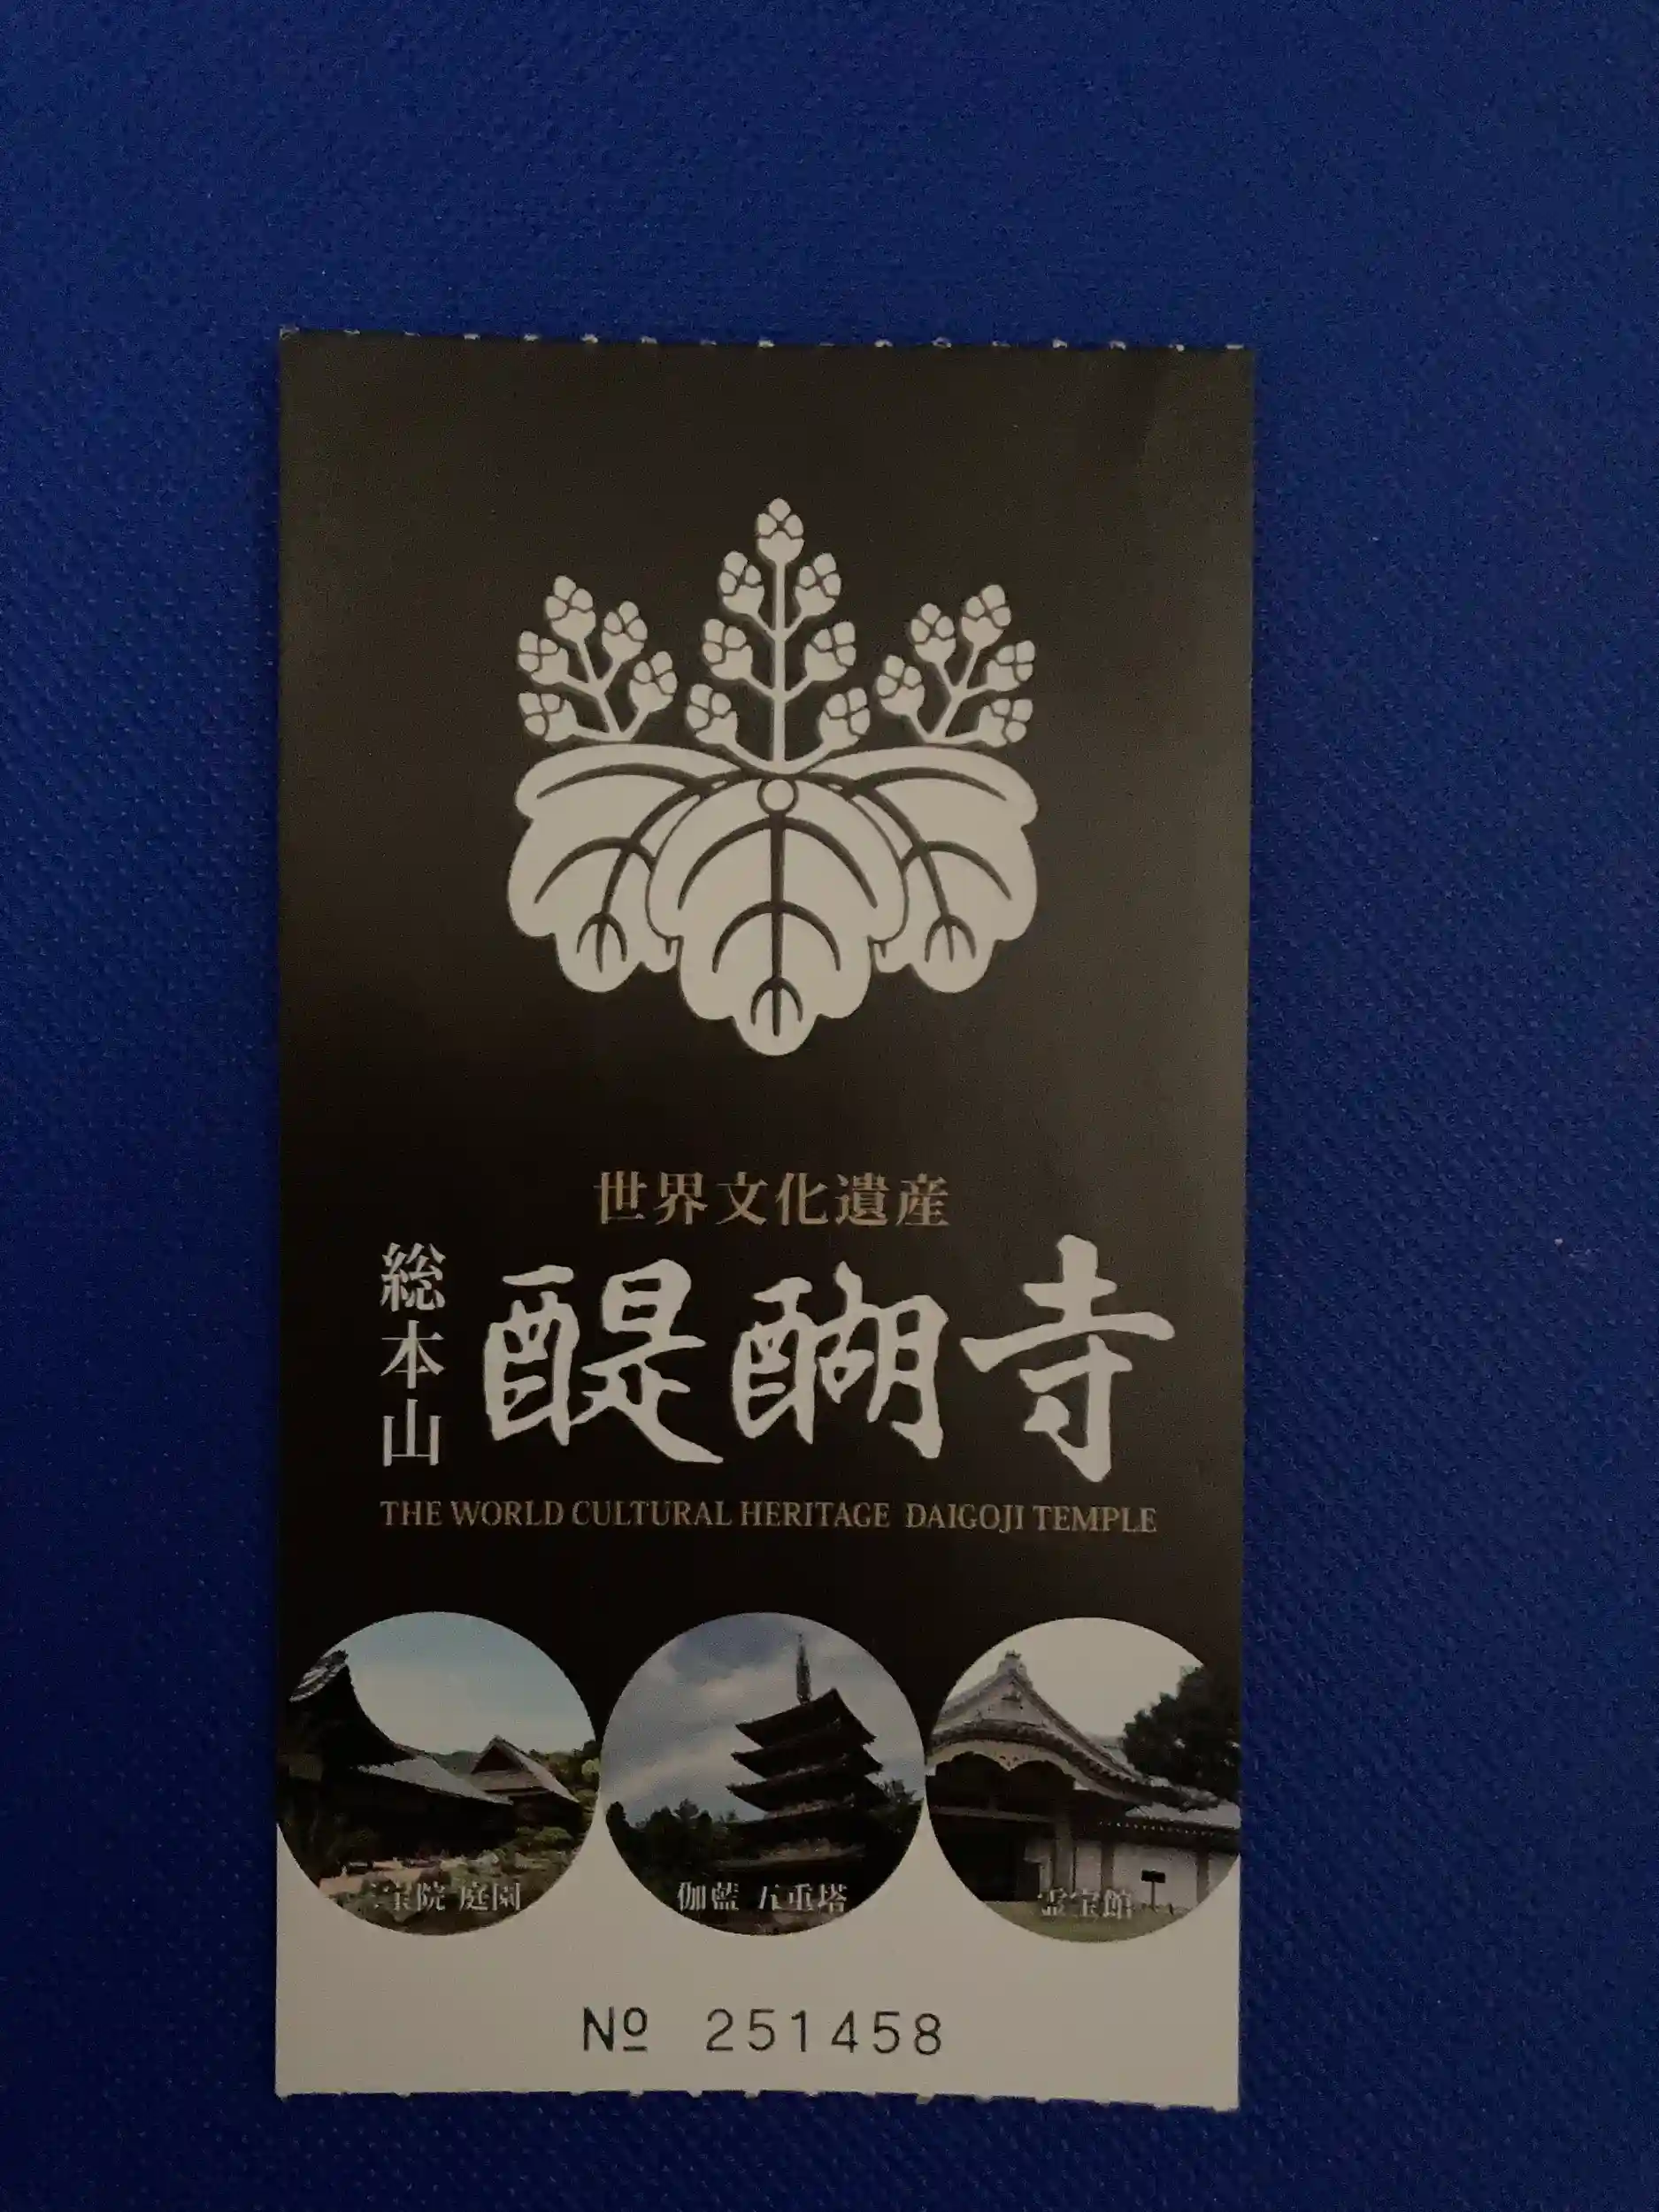 世界文化遺産
総本山
醍醐寺
THE WORLD CULTURAL HERITAGE DAIGOJI TEMPLE
三宝院 庭園
伽藍 五重塔
霊宝館
№ 251458